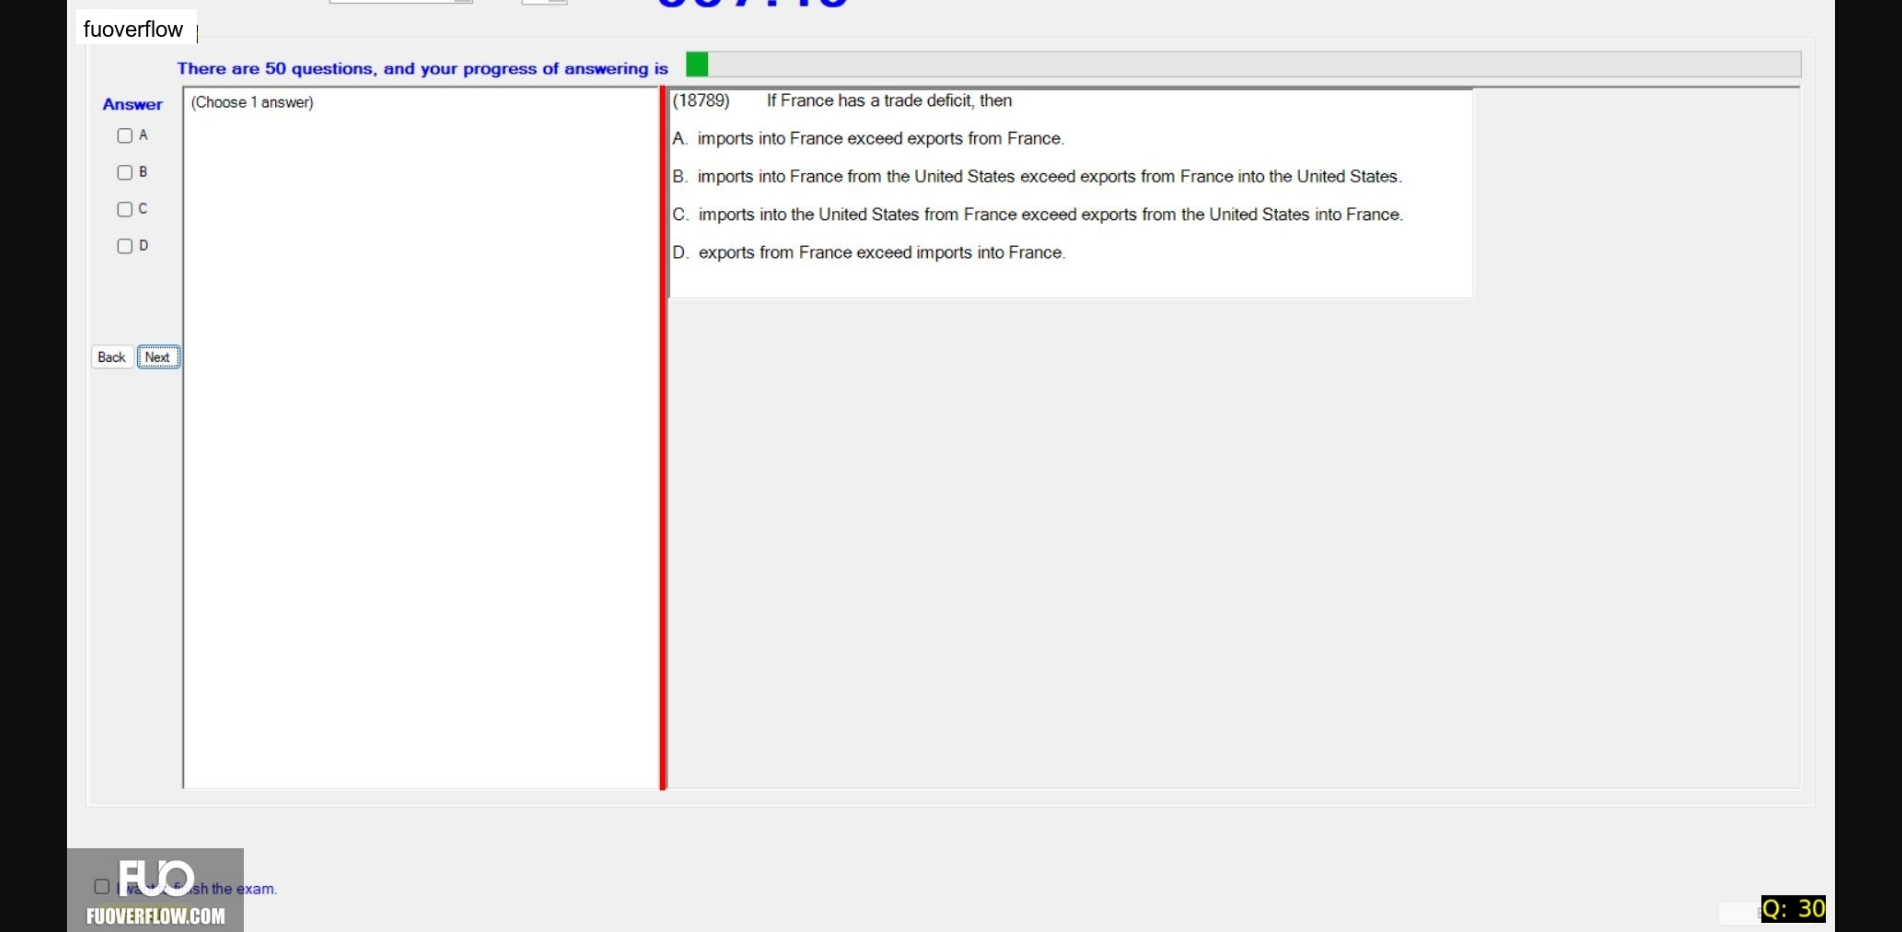 fuoverflow
There are 50 questions, and your progress of answering is
Answer
(Choose 1 answer)
A
B
C
D
Back
Next
(18789) If France has a trade deficit, then
A. imports into France exceed exports from France.
B. imports into France from the United States exceed exports from France into the United States.
C. imports into the United States from France exceed exports from the United States into France.
D. exports from France exceed imports into France.
FUO
sh the exam.
FUOVERFLOW.COM
Q: 30